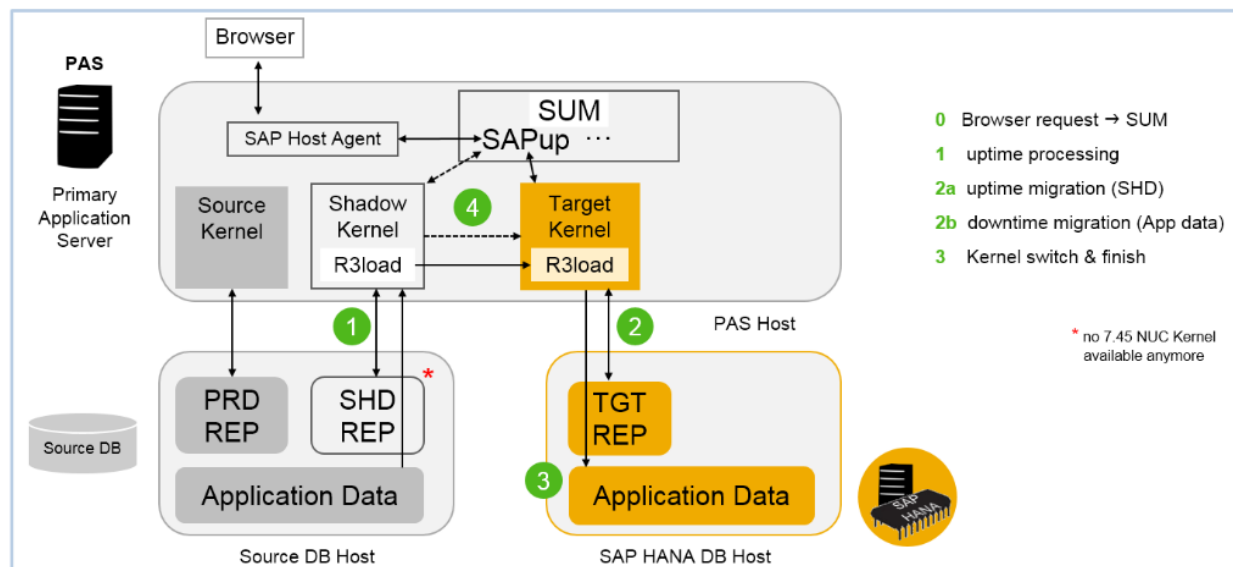 Browser
PAS
Primary
Application
Server
SUM
SAPup ...
SAP Host Agent
Source
Kernel
Shadow
Kernel
R3load
4
Target
Kernel
R3load
PAS Host
0 Browser request → SUM
1 uptime processing
2a uptime migration (SHD)
2b downtime migration (App data)
3 Kernel switch & finish
* no 7.45 NUC Kernel
available anymore
1
2
Source DB
PRD
REP
SHD
REP
*
Application Data
Source DB Host
TGT
REP
3
Application Data
SAP HANA DB Host
SAP
HANA